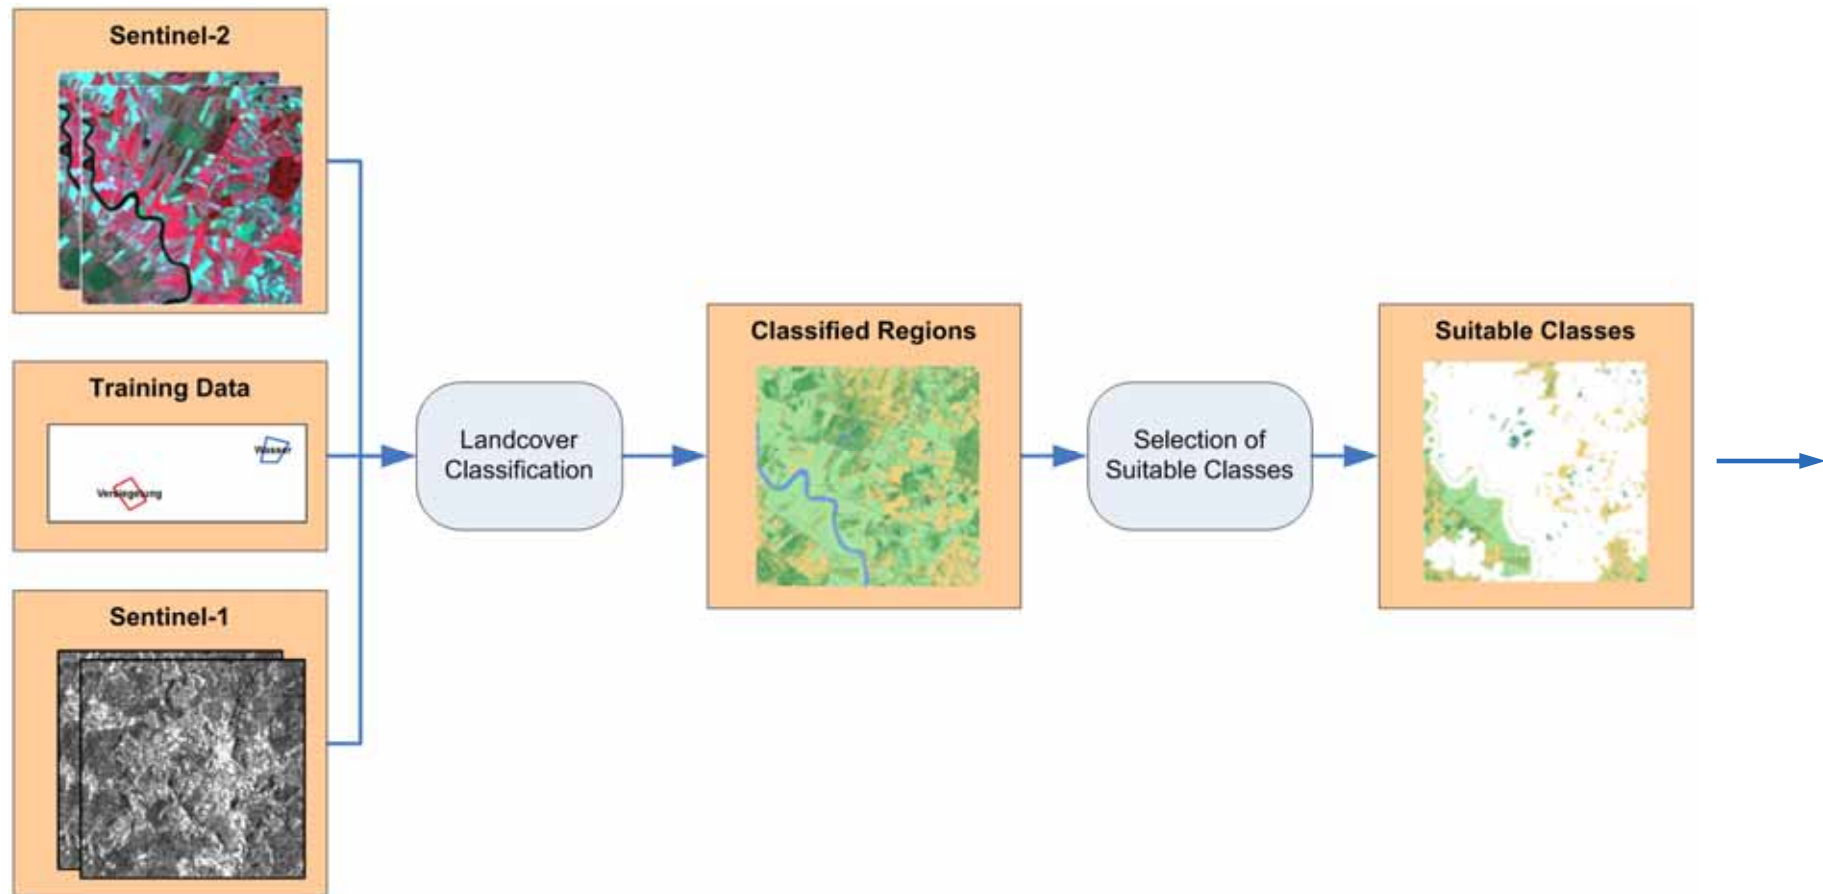 Sentinel-2
Training Data
Wasser
Versiegelung
Sentinel-1
Landcover
Classification
Classified Regions
Selection of
Suitable Classes
Suitable Classes